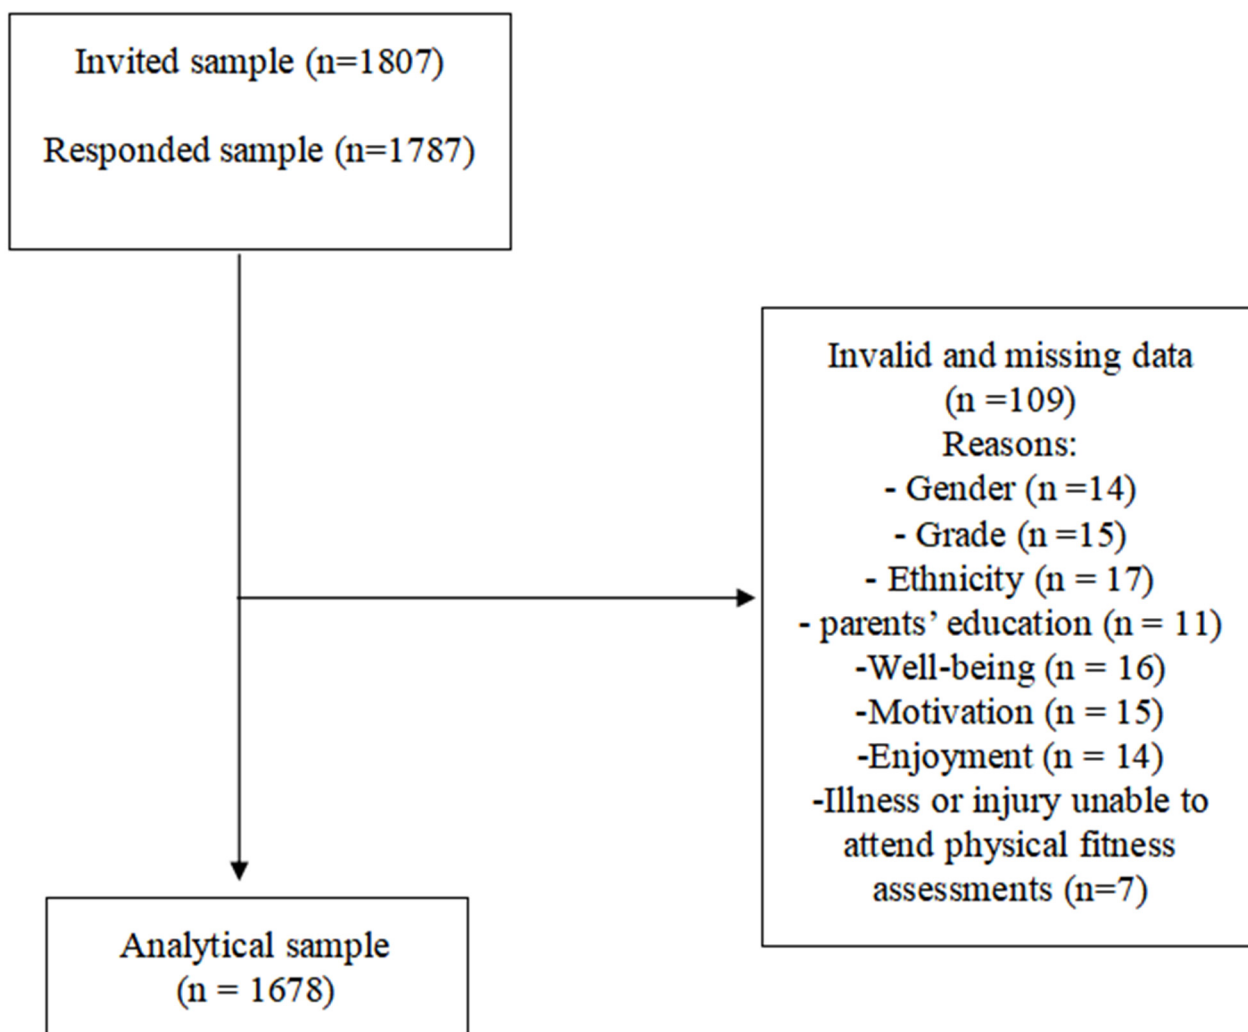 Invited sample (n=1807)
Responded sample (n=1787)
Invalid and missing data
(n =109)
Reasons:
- Gender (n =14)
- Grade (n =15)
- Ethnicity (n = 17)
- parents’ education (n = 11)
-Well-being (n = 16)
-Motivation (n = 15)
-Enjoyment (n = 14)
-Illness or injury unable to
attend physical fitness
assessments (n=7)
Analytical sample
(n = 1678)